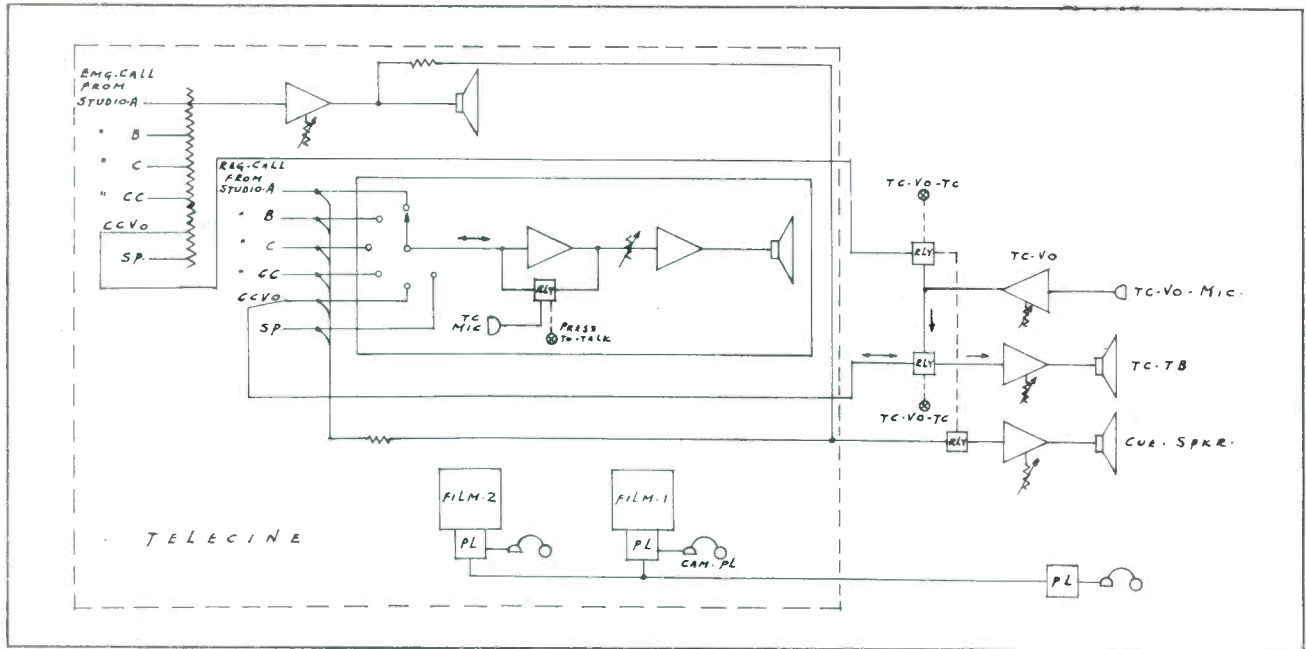 EMG. CALL
FROM
STUDIO-A
" B
" C
" CC
CCVO
SP.
REG. CALL
FROM
STUDIO-A
" B
" C
" CC
CCVO
SP
RLY
TC
MIC
PRESS
TO-TALK
TC-VO-TC
RLY
TC-VO
TC-VO-MIC.
RLY
TC-TB
TC-VO-TC
RLY
CUE. SPKR.
FILM-2
FILM-1
PL
PL
CAM. PL
PL
TELECINE